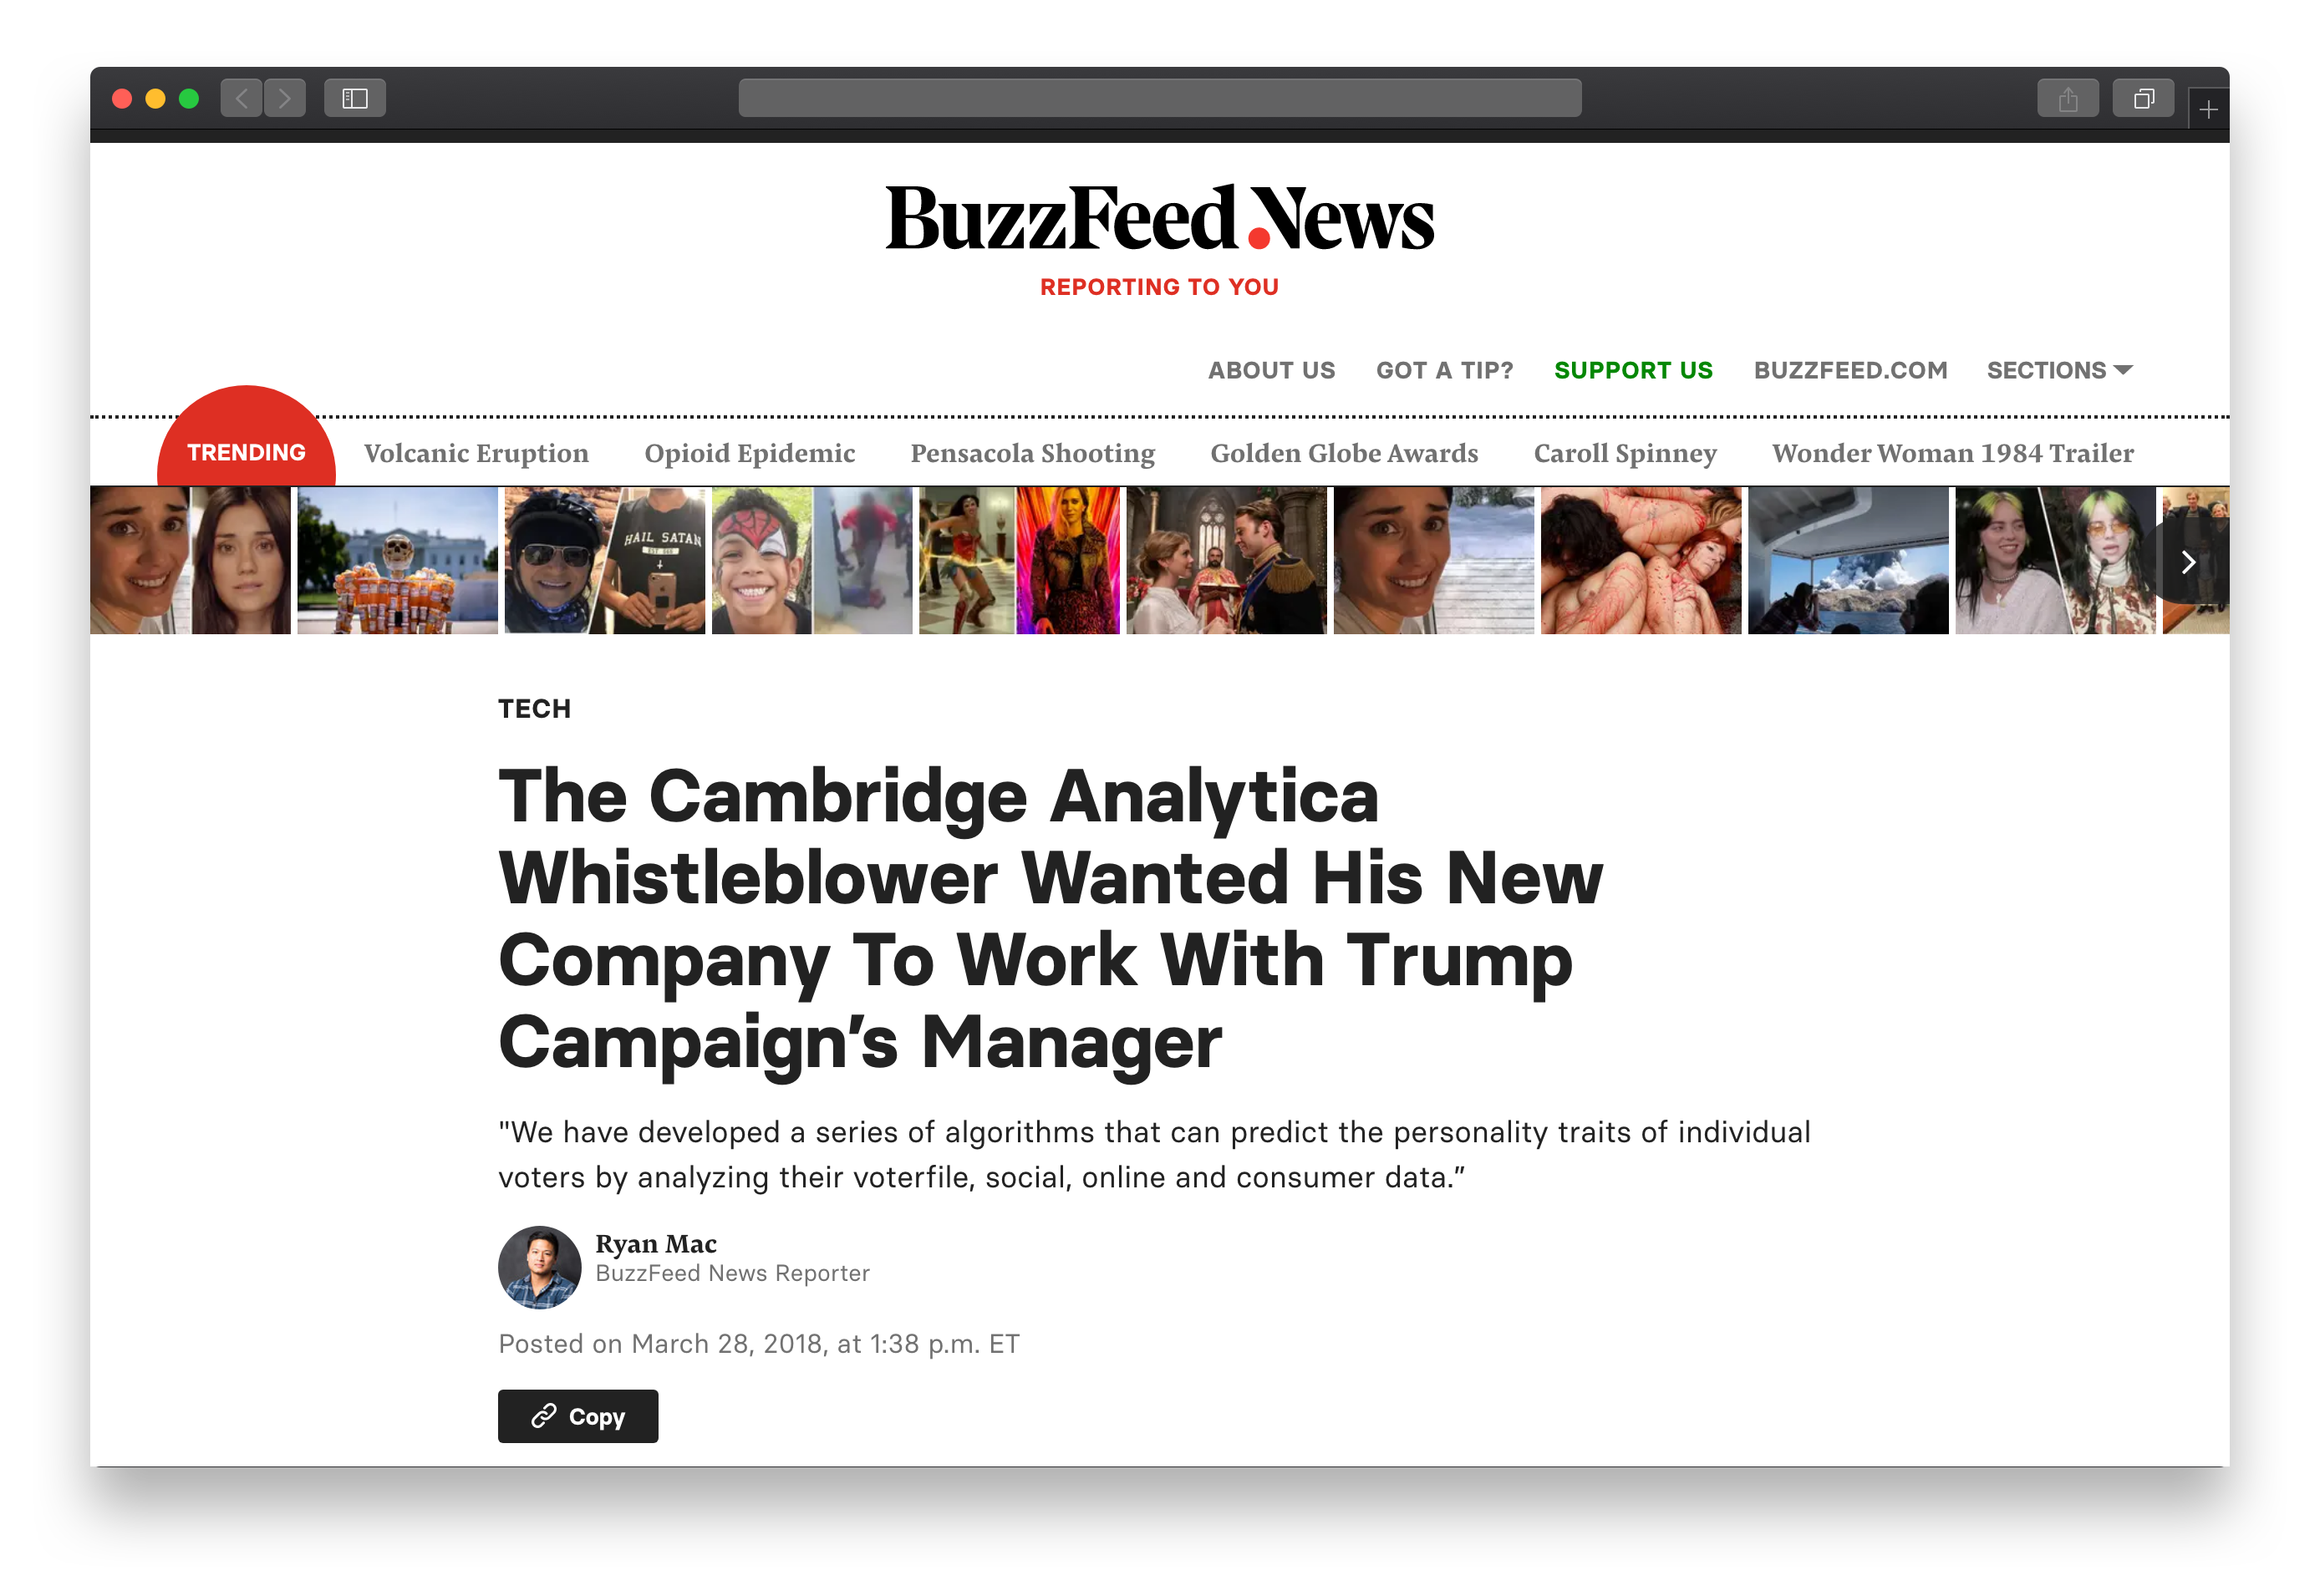 BuzzFeed News
REPORTING TO YOU
ABOUT US GOT A TIP? SUPPORT US BUZZFEED.COM SECTIONS
TRENDING Volcanic Eruption Opioid Epidemic Pensacola Shooting Golden Globe Awards Caroll Spinney Wonder Woman 1984 Trailer
HAIL SATAN
TECH
The Cambridge Analytica
Whistleblower Wanted His New
Company To Work With Trump
Campaign’s Manager
"We have developed a series of algorithms that can predict the personality traits of individual
voters by analyzing their voterfile, social, online and consumer data.”
Ryan Mac
BuzzFeed News Reporter
Posted on March 28, 2018, at 1:38 p.m. ET
Copy